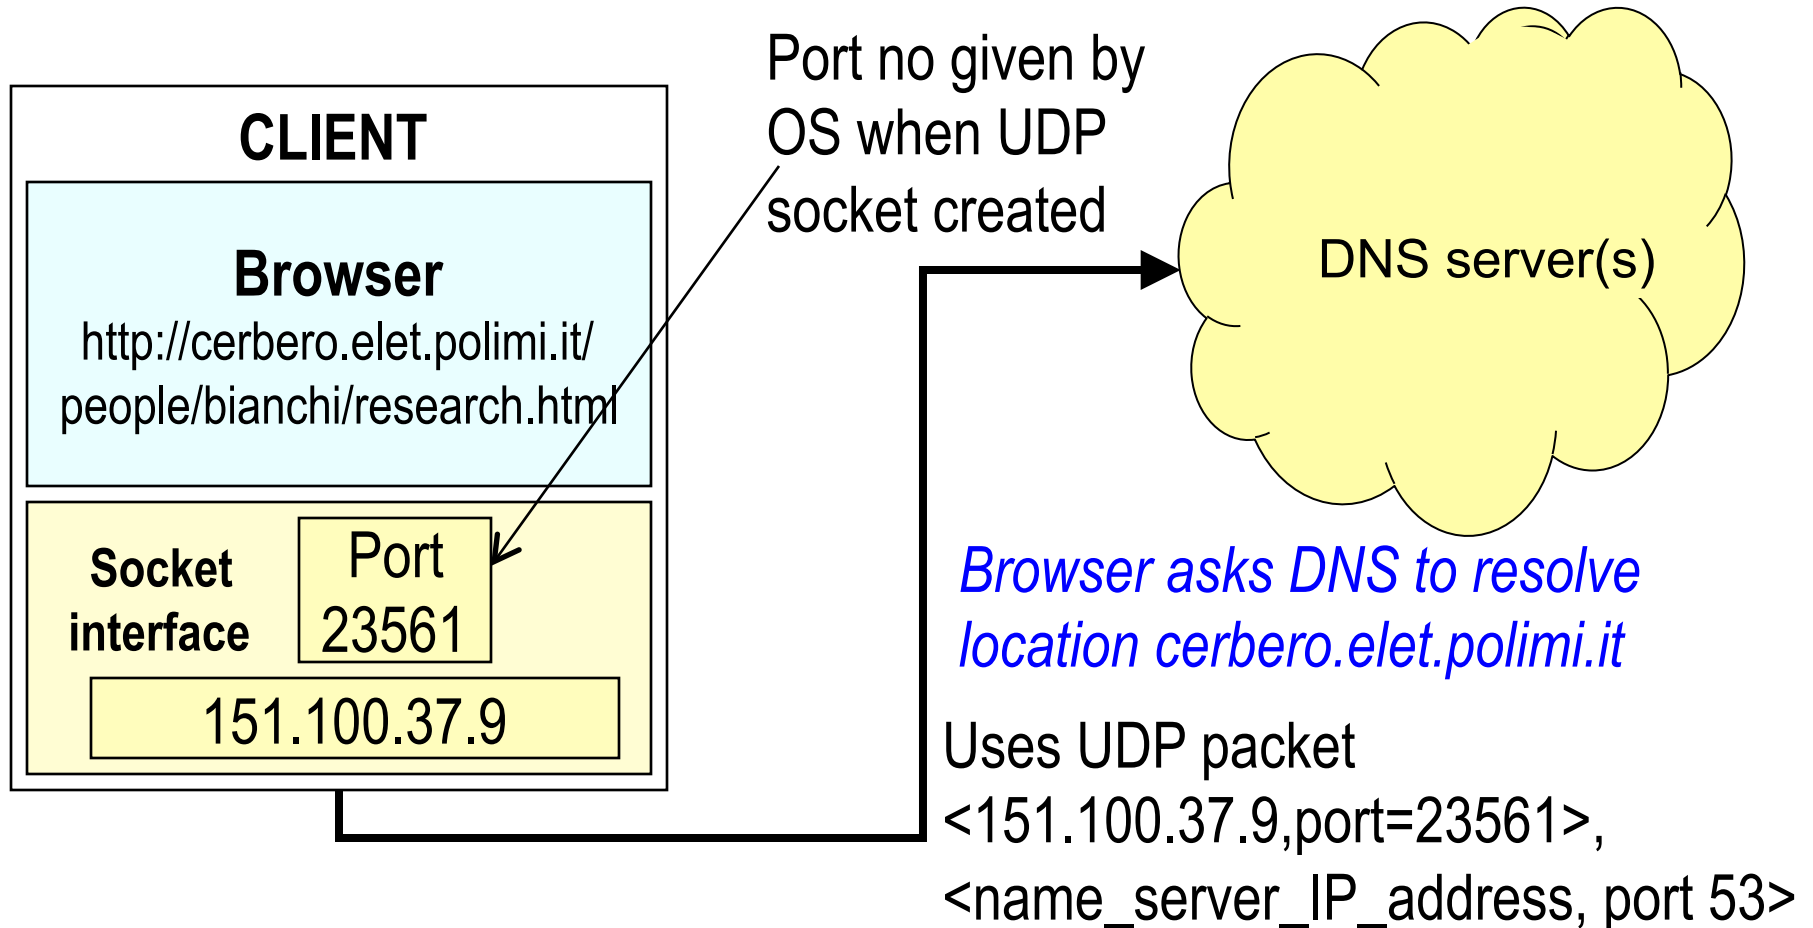 CLIENT
Browser
http://cerbero.elet.polimi.it/
people/bianchi/research.html
Socket
interface
Port
23561
151.100.37.9
Port no given by
OS when UDP
socket created
DNS server(s)
Browser asks DNS to resolve
location cerbero.elet.polimi.it
Uses UDP packet
<151.100.37.9,port=23561>,
<name_server_IP_address, port 53>